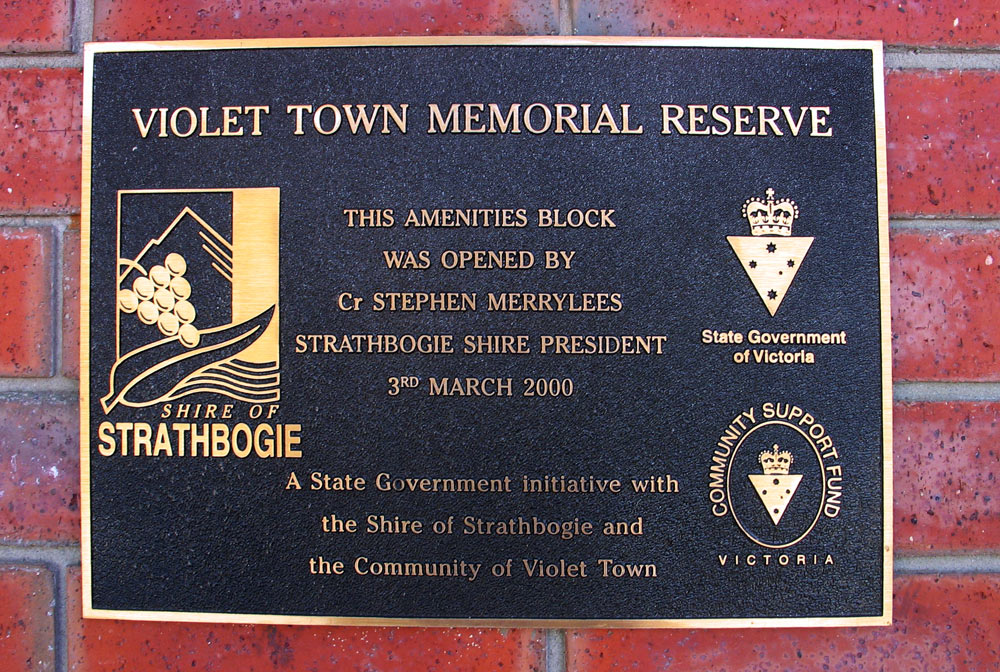 VIOLET TOWN MEMORIAL RESERVE
THIS AMENITIES BLOCK
WAS OPENED BY
Cr STEPHEN MERRYLEES
STRATHBOGIE SHIRE PRESIDENT
3RD MARCH 2000
SHIRE OF
STRATHBOGIE
State Government
of Victoria
A State Government initiative with
the Shire of Strathbogie and
the Community of Violet Town
COMMUNITY SUPPORT FUND
VICTORIA